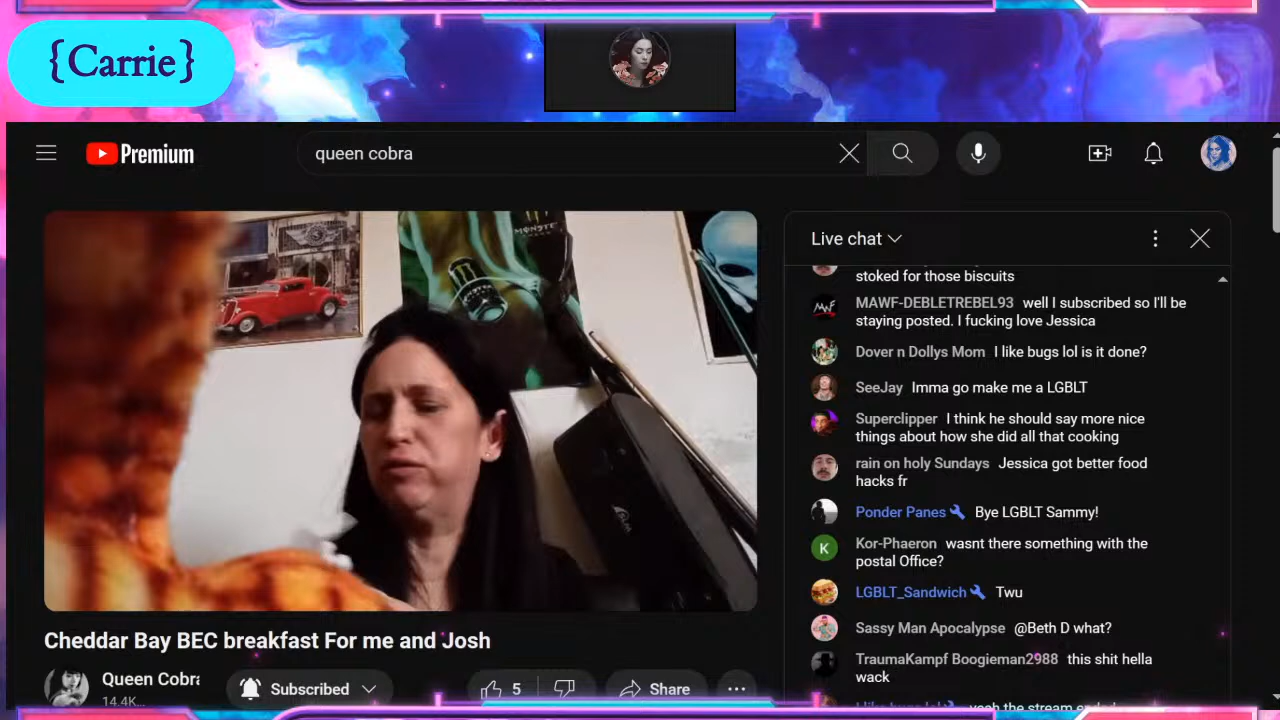 {Carrie}
Premium
queen cobra
MONSTER
Live chat
stoked for those biscuits
MAWF-DEBLETREBEL93 well I subscribed so I'll be
staying posted. I fucking love Jessica
Dover n Dollys Mom I like bugs lol is it done?
SeeJay Imma go make me a LGBLT
Superclipper I think he should say more nice
things about how she did all that cooking
rain on holy Sundays Jessica got better food
hacks fr
Ponder Panes Bye LGBLT Sammy!
K
Kor-Phaeron wasnt there something with the
postal Office?
LGBLT_Sandwich Twu
Sassy Man Apocalypse @Beth D what?
TraumaKampf Boogieman2988 this shit hella
wack
Cheddar Bay BEC breakfast For me and Josh
Queen Cobra
14.4K...
Subscribed
5
Share